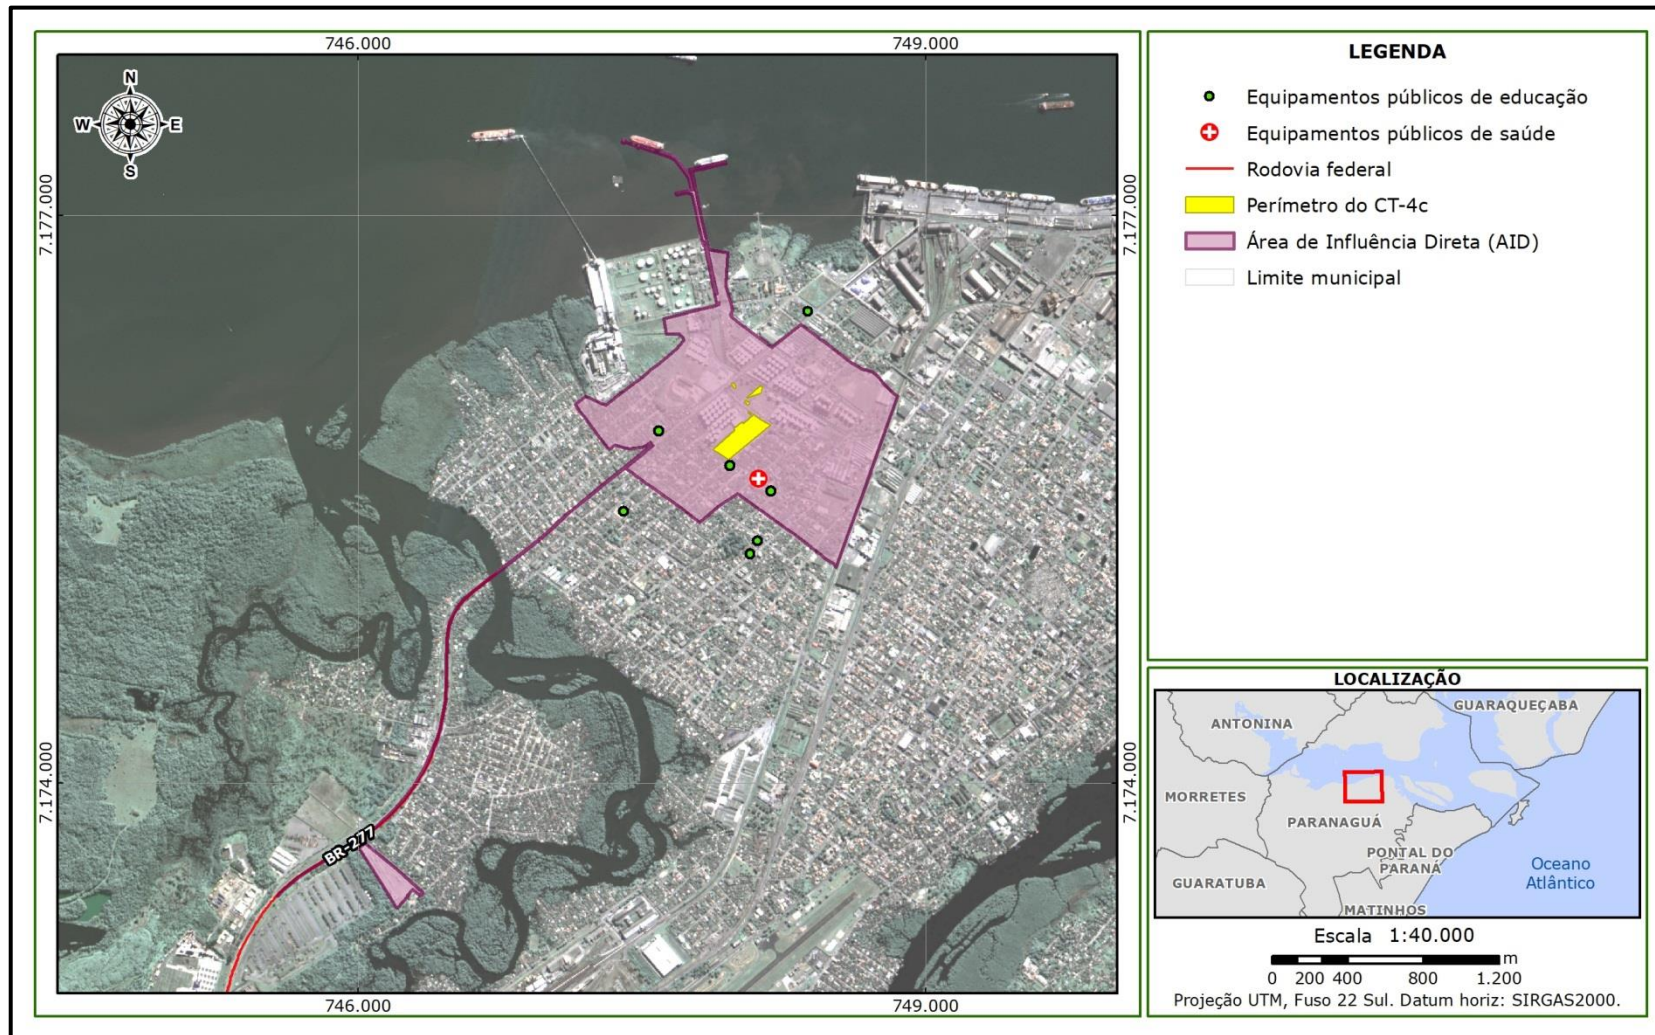 746.000
749.000
N
W
E
S
7.177.000
7.177.000
7.174.000
7.174.000
BR-277
746.000
749.000
LEGENDA
Equipamentos públicos de educação
Equipamentos públicos de saúde
Rodovia federal
Perímetro do CT-4c
Área de Influência Direta (AID)
Limite municipal
LOCALIZAÇÃO
GUARAQUEÇABA
ANTONINA
MORRETES
PARANAGUÁ
PONTAL DO
PARANÁ
GUARATUBA
MATINHOS
Oceano
Atlântico
Escala 1:40.000
m
0 200 400 800 1.200
Projeção UTM, Fuso 22 Sul. Datum horiz: SIRGAS2000.